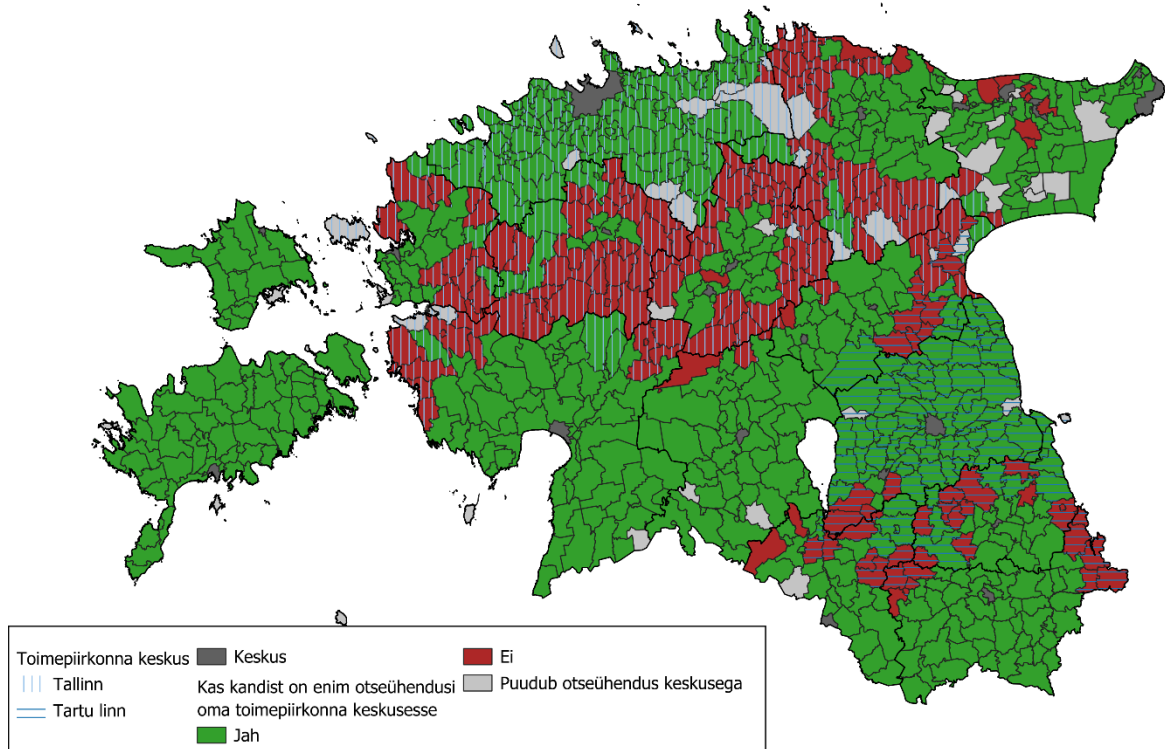 Toimepiirkonna keskus
Tallinn
Tartu linn
Keskus
Kas kandist on enim otseühendusi
oma toimepiirkonna keskusesse
Jah
Ei
Puudub otseühendus keskusega